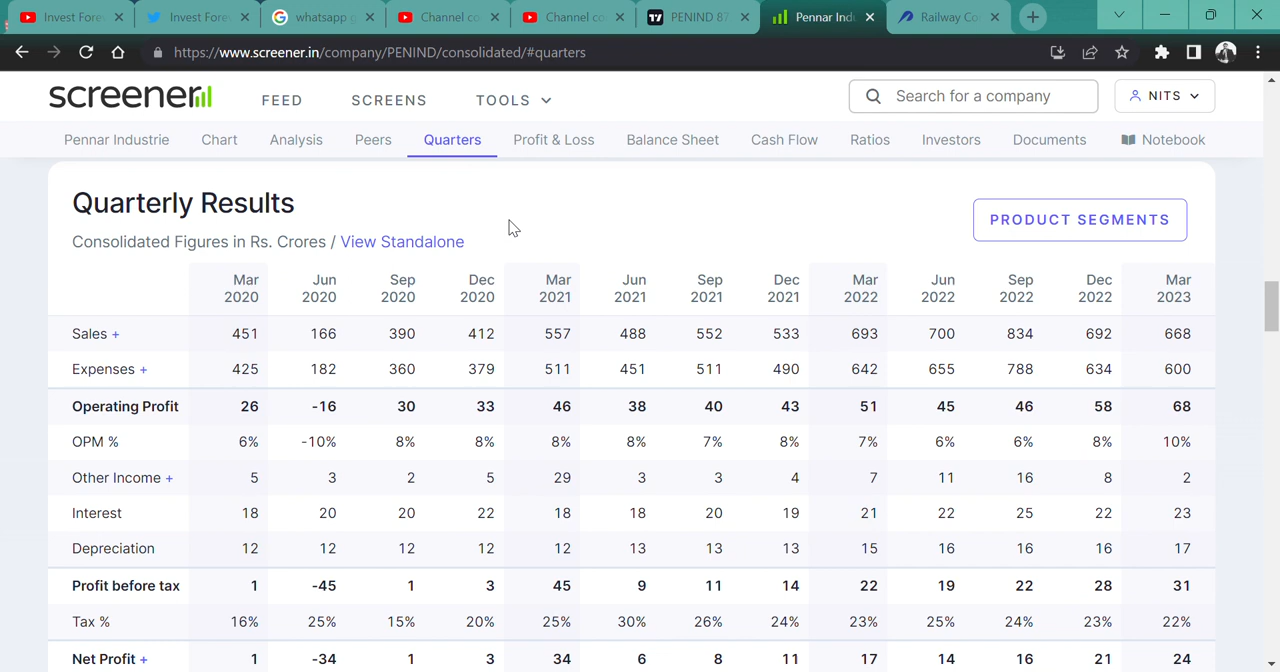 Invest Fore
Invest Fore
whatsapp g
Channel co
Channel co
PENIND 87
Pennar Indu
Railway Co
https://www.screener.in/company/PENIND/consolidated/#quarters
screener
FEED
SCREENS
TOOLS
Search for a company
NITS
Pennar Industrie
Chart
Analysis
Peers
Quarters
Profit & Loss
Balance Sheet
Cash Flow
Ratios
Investors
Documents
Notebook
Quarterly Results
PRODUCT SEGMENTS
Consolidated Figures in Rs. Crores / View Standalone
Mar Jun Sep Dec Mar Jun Sep Dec Mar Jun Sep Dec Mar
2020 2020 2020 2020 2021 2021 2021 2021 2022 2022 2022 2022 2023
Sales + 451 166 390 412 557 488 552 533 693 700 834 692 668
Expenses + 425 182 360 379 511 451 511 490 642 655 788 634 600
Operating Profit 26 -16 30 33 46 38 40 43 51 45 46 58 68
OPM % 6% -10% 8% 8% 8% 8% 7% 8% 7% 6% 6% 8% 10%
Other Income + 5 3 2 5 29 3 3 4 7 11 16 8 2
Interest 18 20 20 22 18 18 20 19 21 22 25 22 23
Depreciation 12 12 12 12 12 13 13 13 15 16 16 16 17
Profit before tax 1 -45 1 3 45 9 11 14 22 19 22 28 31
Tax % 16% 25% 15% 20% 25% 30% 26% 24% 23% 25% 24% 23% 22%
Net Profit + 1 -34 1 3 34 6 8 11 17 14 16 21 24